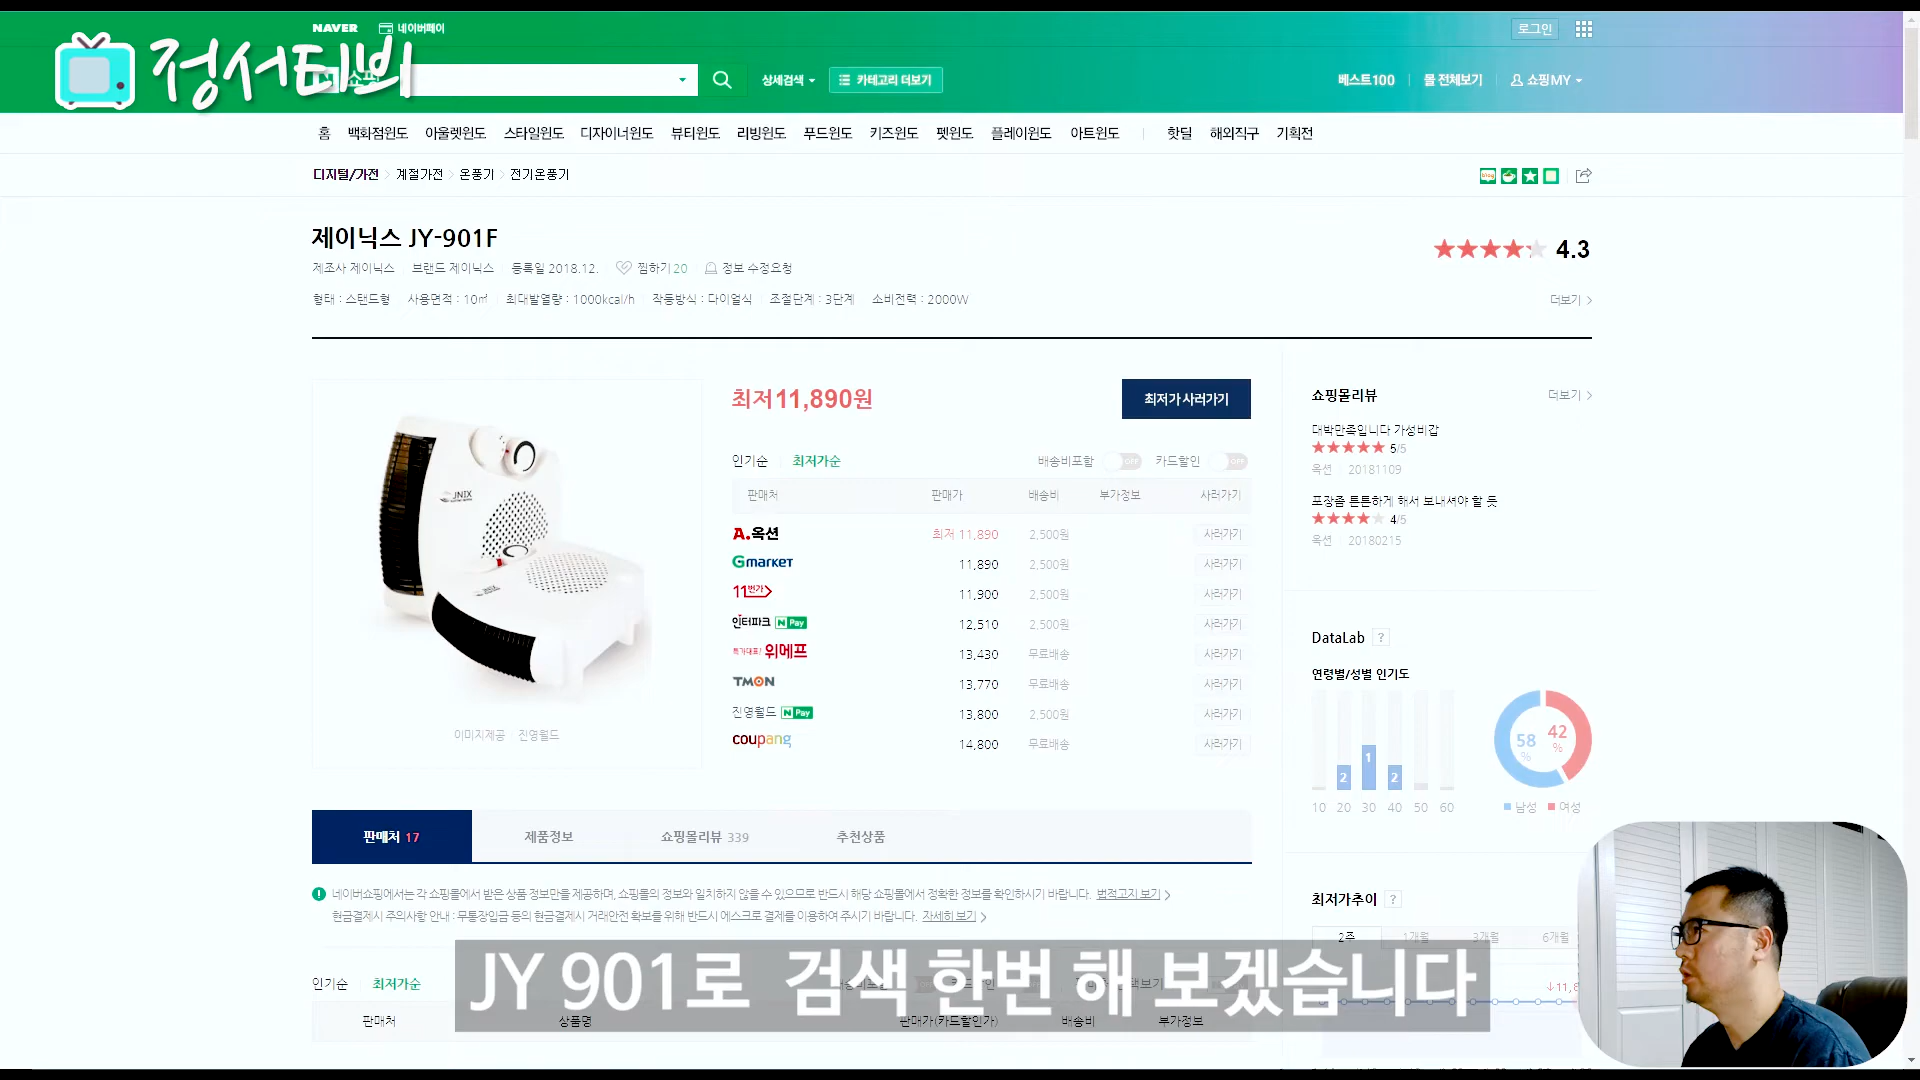 NAVER 네이버페이 로그인
정서티비
상세검색 카테고리 더보기 베스트100 몰 전체보기 쇼핑MY
홈 백화점윈도 아울렛윈도 스타일윈도 디자이너윈도 뷰티윈도 리빙윈도 푸드윈도 키즈윈도 펫윈도 플레이윈도 아트윈도 핫딜 해외직구 기획전
디지털/가전 계절가전 온풍기 전기온풍기
제이닉스 JY-901F
4.3
제조사 제이닉스 브랜드 제이닉스 등록일 2018.12. 찜하기 20 정보 수정요청
형태 : 스탠드형 사용면적 : 10㎡ 최대발열량 : 1000kcal/h 작동방식 : 다이얼식 조절단계 : 3단계 소비전력 : 2000W
더보기
최저 11,890원
최저가 사러가기
인기순 최저가순 배송비포함 OFF 카드할인 OFF
판매처 판매가 배송비 부가정보 사러가기
A.옥션 최저 11,890 2,500원 사러가기
Gmarket 11,890 2,500원 사러가기
11번가 11,900 2,500원 사러가기
인터파크 N Pay 12,510 2,500원 사러가기
특가대표! 위메프 13,430 무료배송 사러가기
TMON 13,770 무료배송 사러가기
진영월드 N Pay 13,800 2,500원 사러가기
coupang 14,800 무료배송 사러가기
JNIX
이미지제공 진영월드
쇼핑몰리뷰 더보기
대박만족입니다 가성비갑
5/5
옥션 20181109
포장좀 튼튼하게 해서 보내셔야 할 듯
4/5
옥션 20180215
DataLab ?
연령별/성별 인기도
2 1 2
10 20 30 40 50 60
58 % 42 %
남성 여성
판매처 17 제품정보 쇼핑몰리뷰 339 추천상품
네이버쇼핑에서는 각 쇼핑몰에서 받은 상품 정보만을 제공하며, 쇼핑몰의 정보와 일치하지 않을 수 있으므로 반드시 해당 쇼핑몰에서 정확한 정보를 확인하시기 바랍니다. 법적고지 보기
현금결제시 주의사항 안내 : 무통장입금 등의 현금결제시 거래안전 확보를 위해 반드시 에스크로 결제를 이용하여 주시기 바랍니다. 자세히 보기
최저가추이 ?
2주 1개월 3개월 6개월
인기순 최저가순
JY 901로 검색 한번 해 보겠습니다
판매처 상품명 판매가(카드할인가) 배송비 부가정보